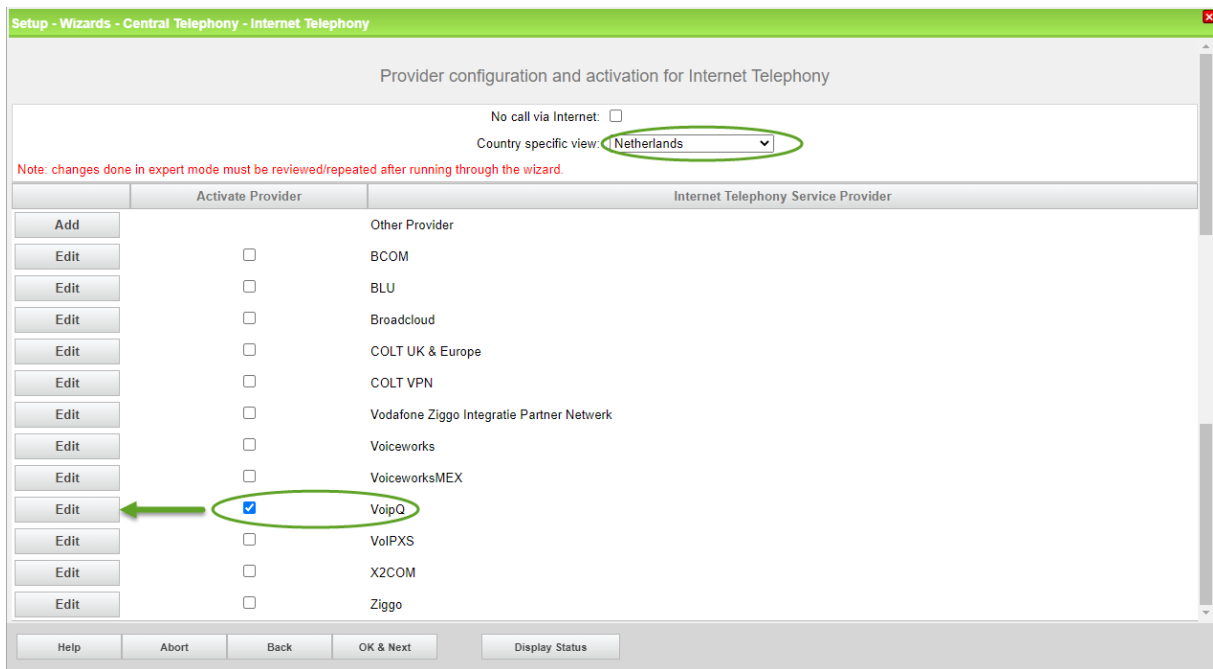 Setup - Wizards - Central Telephony - Internet Telephony
Provider configuration and activation for Internet Telephony
No call via Internet:
Country specific view: Netherlands
Note: changes done in expert mode must be reviewed/repeated after running through the wizard.
Activate Provider Internet Telephony Service Provider
Add Other Provider
Edit BCOM
Edit BLU
Edit Broadcloud
Edit COLT UK & Europe
Edit COLT VPN
Edit Vodafone Ziggo Integratie Partner Netwerk
Edit Voiceworks
Edit VoiceworksMEX
Edit VoipQ
Edit VoIPXS
Edit X2COM
Edit Ziggo
Help Abort Back OK & Next Display Status